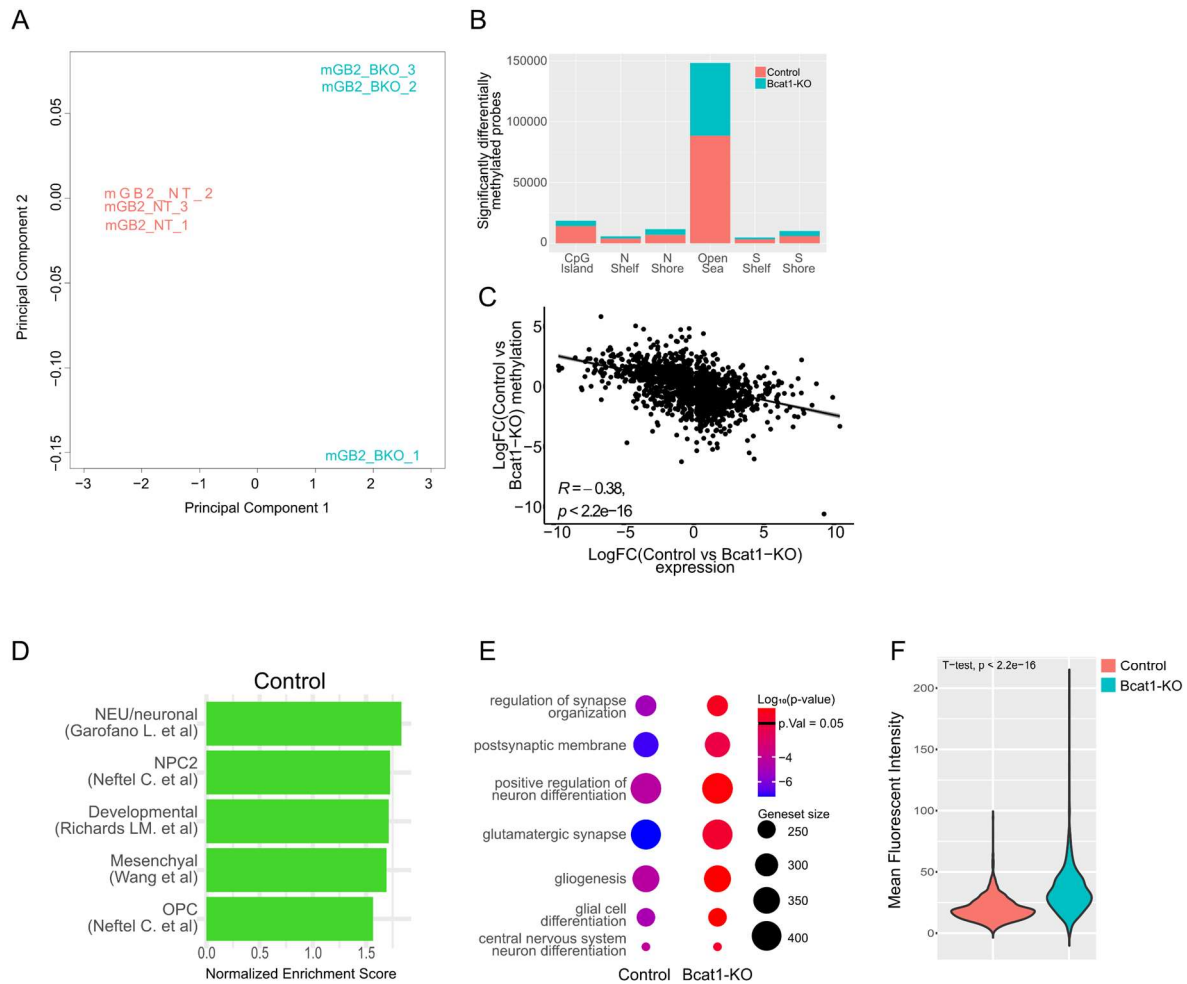 A
mGB2_BKO_3
mGB2_BKO_2
mGB2_NT_2
mGB2_NT_3
mGB2_NT_1
mGB2_BKO_1
0.05
0.00
−0.05
−0.10
−0.15
Principal Component 2
−3
−2
−1
0
1
2
3
Principal Component 1
B
150000
100000
50000
0
Significantly differentially
methylated probes
Control
Bcat1-KO
CpG
Island
N
Shelf
N
Shore
Open
Sea
S
Shelf
S
Shore
C
5
0
−5
−10
LogFC(Control vs
Bcat1−KO) methylation
R=−0.38,
p<2.2e−16
−10
−5
0
5
10
LogFC(Control vs Bcat1−KO)
expression
D
Control
NEU/neuronal
(Garofano L. et al)
NPC2
(Neftel C. et al)
Developmental
(Richards LM. et al)
Mesenchyal
(Wang et al)
OPC
(Neftel C. et al)
0.0
0.5
1.0
1.5
Normalized Enrichment Score
E
regulation of synapse
organization
postsynaptic membrane
positive regulation of
neuron differentiation
glutamatergic synapse
gliogenesis
glial cell
differentiation
central nervous system
neuron differentiation
Control
Bcat1-KO
Log₁₀(p-value)
p.Val = 0.05
−4
−6
Geneset size
250
300
350
400
F
T−test, p < 2.2e−16
200
150
100
50
0
Mean Fluorescent Intensity
Control
Bcat1-KO